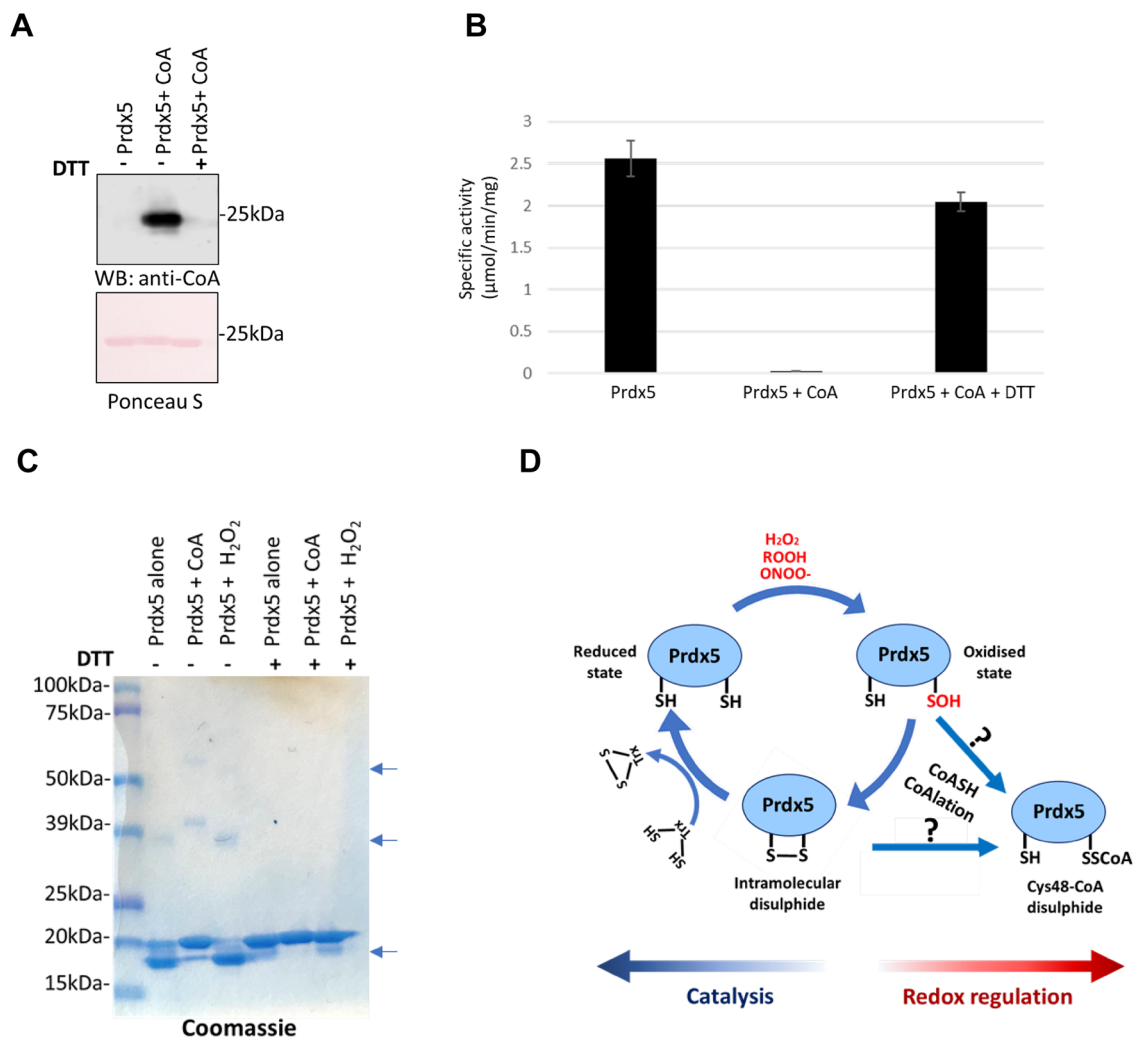 A
Prdx5
Prdx5+ CoA
Prdx5+ CoA
DTT
- - +
-25kDa
WB: anti-CoA
-25kDa
Ponceau S
B
Specific activity
(µmol/min/mg)
3
2.5
2
1.5
1
0.5
0
Prdx5
Prdx5 + CoA
Prdx5 + CoA + DTT
C
Prdx5 alone
Prdx5 + CoA
Prdx5 + H₂O₂
Prdx5 alone
Prdx5 + CoA
Prdx5 + H₂O₂
DTT - - - + + +
100kDa-
75kDa-
50kDa-
39kDa-
25kDa-
20kDa-
15kDa-
Coomassie
D
H₂O₂
ROOH
ONOO-
Reduced
state
Prdx5
SH
SH
Prdx5
Oxidised
state
SH
SOH
?
CoASH
CoAlation
?
Trx
S
S
Trx
SH
SH
Prdx5
S—S
Intramolecular
disulphide
Prdx5
SH
SSCoA
Cys48-CoA
disulphide
Catalysis
Redox regulation